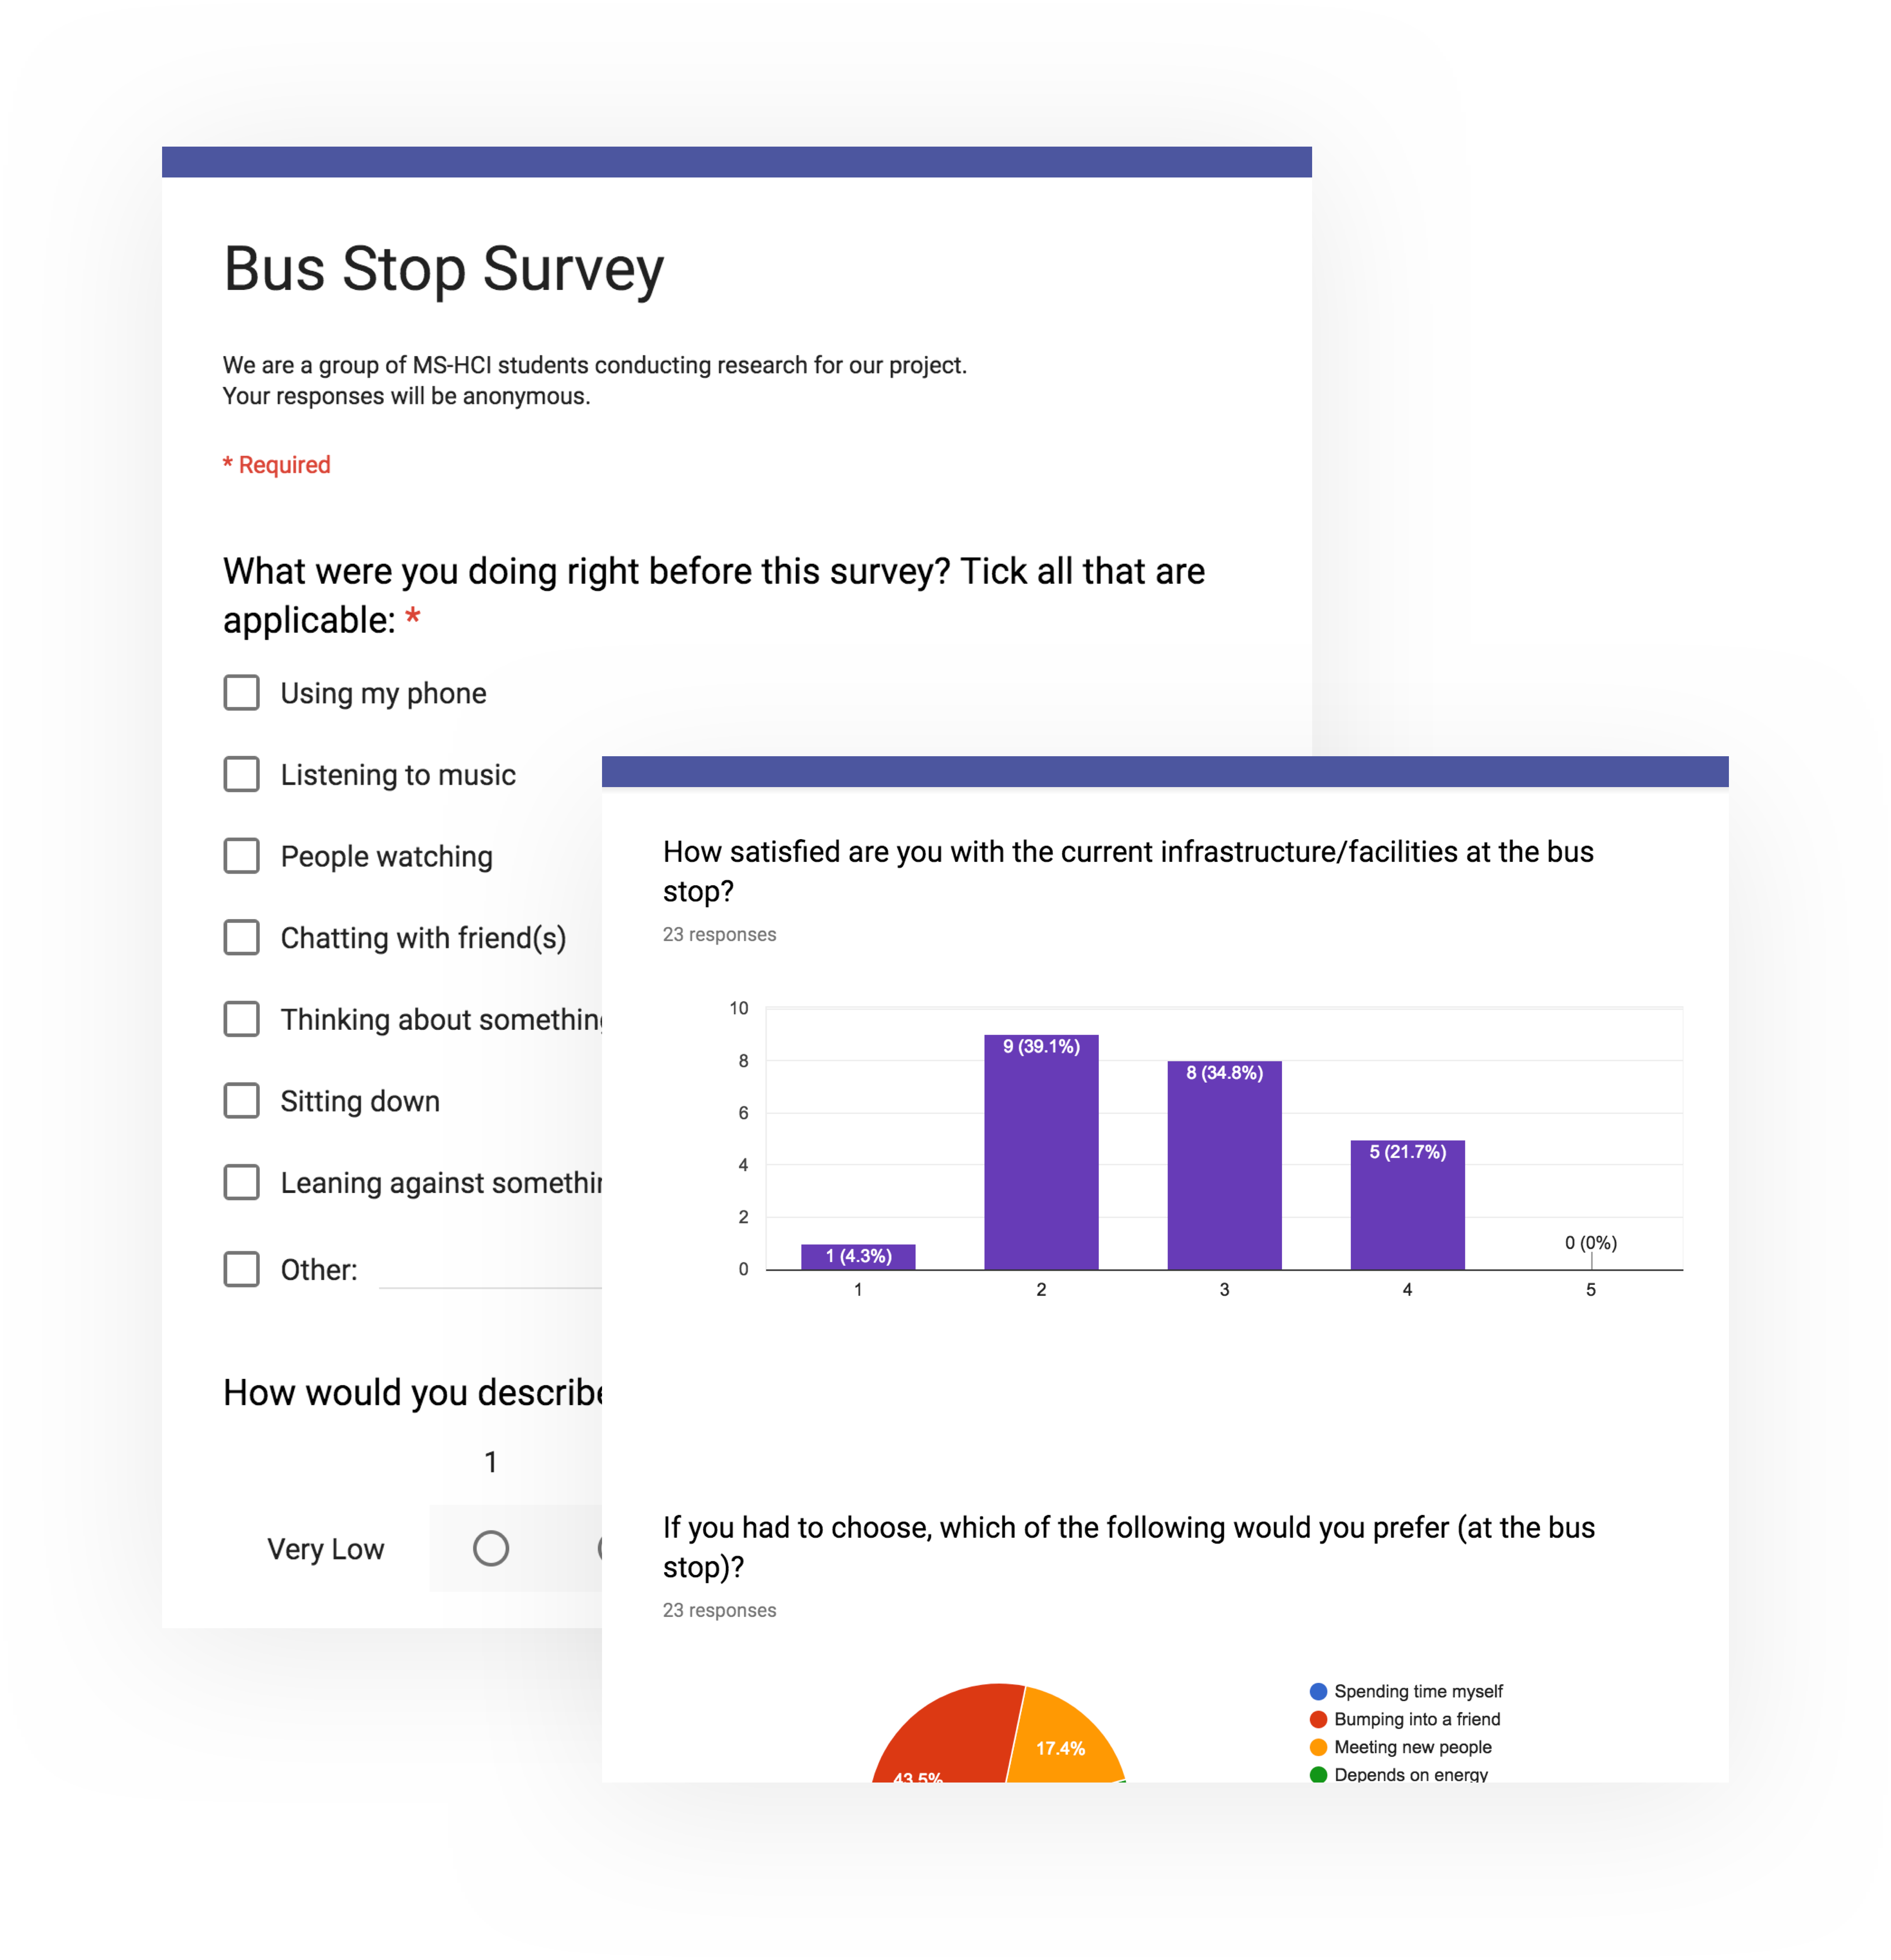 Bus Stop Survey
We are a group of MS-HCI students conducting research for our project.
Your responses will be anonymous.
* Required
What were you doing right before this survey? Tick all that are
applicable: *
Using my phone
Listening to music
People watching
Chatting with friend(s)
Thinking about something
Sitting down
Leaning against
Other:
How would you describe
1
Very Low
How satisfied are you with the current infrastructure/facilities at the bus
stop?
23 responses
10
8
6
4
2
0
1 (4.3%)
9 (39.1%)
8 (34.8%)
5 (21.7%)
0 (0%)
1
2
3
4
5
If you had to choose, which of the following would you prefer (at the bus
stop)?
23 responses
43.5%
17.4%
Spending time myself
Bumping into a friend
Meeting new people
Depends on energy